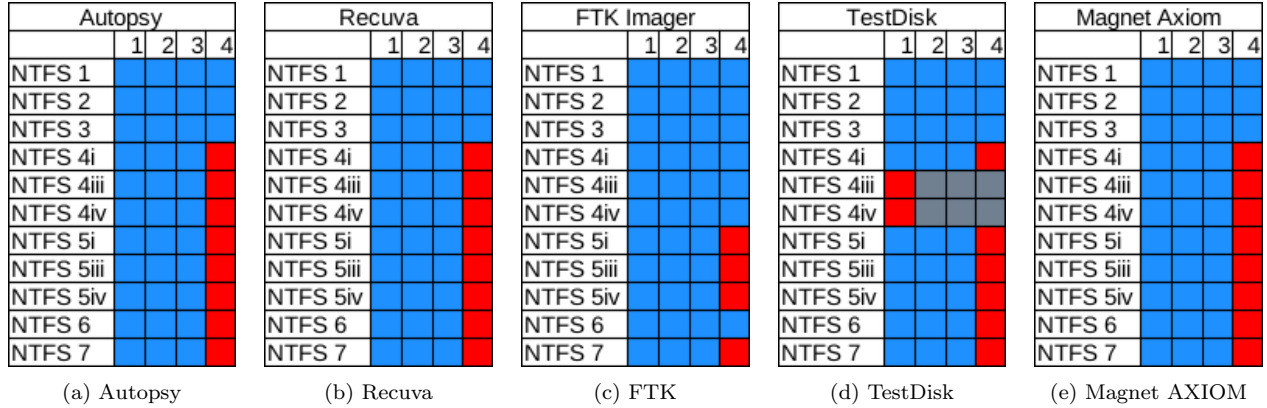 Autopsy
1 2 3 4
NTFS 1
NTFS 2
NTFS 3
NTFS 4i
NTFS 4iii
NTFS 4iv
NTFS 5i
NTFS 5iii
NTFS 5iv
NTFS 6
NTFS 7
(a) Autopsy
Recuva
1 2 3 4
NTFS 1
NTFS 2
NTFS 3
NTFS 4i
NTFS 4iii
NTFS 4iv
NTFS 5i
NTFS 5iii
NTFS 5iv
NTFS 6
NTFS 7
(b) Recuva
FTK Imager
1 2 3 4
NTFS 1
NTFS 2
NTFS 3
NTFS 4i
NTFS 4iii
NTFS 4iv
NTFS 5i
NTFS 5iii
NTFS 5iv
NTFS 6
NTFS 7
(c) FTK
TestDisk
1 2 3 4
NTFS 1
NTFS 2
NTFS 3
NTFS 4i
NTFS 4iii
NTFS 4iv
NTFS 5i
NTFS 5iii
NTFS 5iv
NTFS 6
NTFS 7
(d) TestDisk
Magnet Axiom
1 2 3 4
NTFS 1
NTFS 2
NTFS 3
NTFS 4i
NTFS 4iii
NTFS 4iv
NTFS 5i
NTFS 5iii
NTFS 5iv
NTFS 6
NTFS 7
(e) Magnet AXIOM